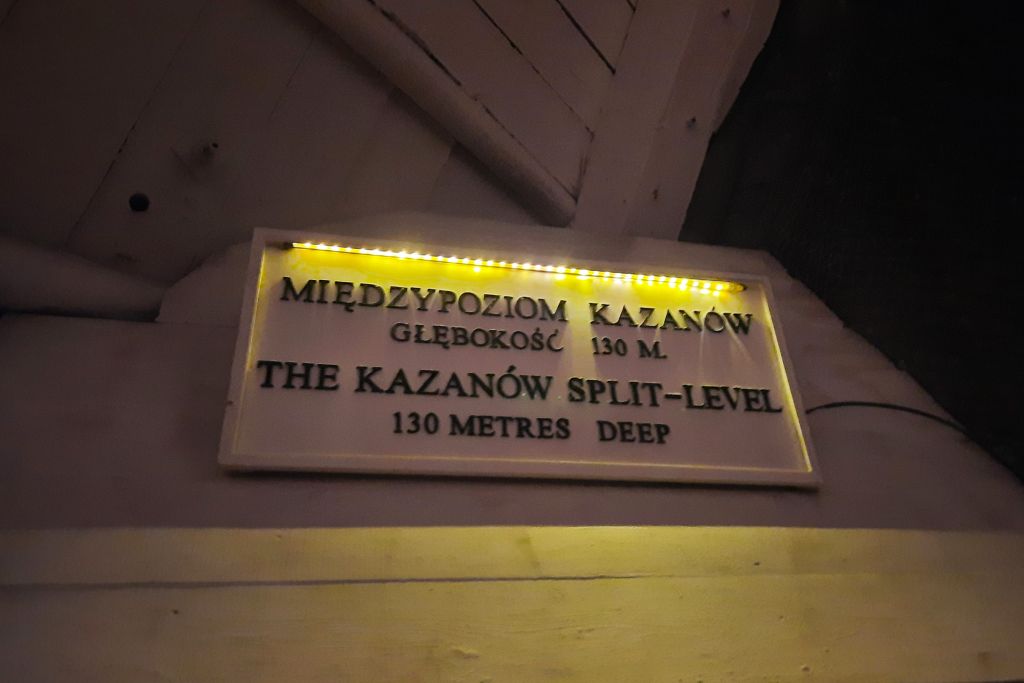 MIĘDZYPOZIOM KAZANÓW
GŁĘBOKOŚĆ 130 M.
THE KAZANÓW SPLIT-LEVEL
130 METRES DEEP